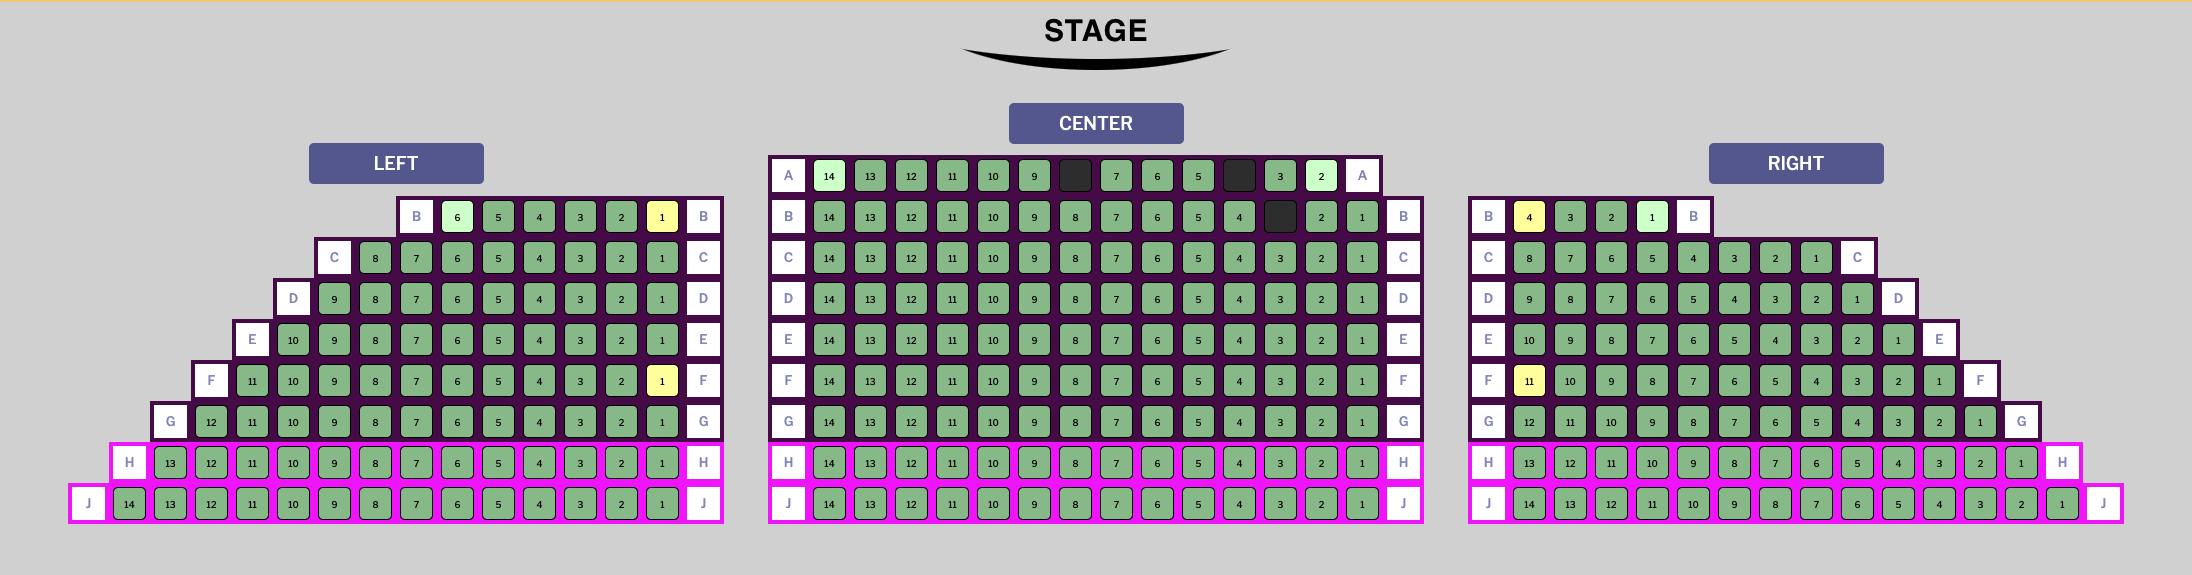 STAGE
CENTER
LEFT
RIGHT
A 14 13 12 11 10 9 7 6 5 3 2 A
B 6 5 4 3 2 1 B B 14 13 12 11 10 9 8 7 6 5 4 2 1 B B 4 3 2 1 B
C 8 7 6 5 4 3 2 1 C C 14 13 12 11 10 9 8 7 6 5 4 3 2 1 C C 8 7 6 5 4 3 2 1 C
D 9 8 7 6 5 4 3 2 1 D D 14 13 12 11 10 9 8 7 6 5 4 3 2 1 D D 9 8 7 6 5 4 3 2 1 D
E 10 9 8 7 6 5 4 3 2 1 E E 14 13 12 11 10 9 8 7 6 5 4 3 2 1 E E 10 9 8 7 6 5 4 3 2 1 E
F 11 10 9 8 7 6 5 4 3 2 1 F F 14 13 12 11 10 9 8 7 6 5 4 3 2 1 F F 11 10 9 8 7 6 5 4 3 2 1 F
G 12 11 10 9 8 7 6 5 4 3 2 1 G G 14 13 12 11 10 9 8 7 6 5 4 3 2 1 G G 12 11 10 9 8 7 6 5 4 3 2 1 G
H 13 12 11 10 9 8 7 6 5 4 3 2 1 H H 14 13 12 11 10 9 8 7 6 5 4 3 2 1 H H 13 12 11 10 9 8 7 6 5 4 3 2 1 H
J 14 13 12 11 10 9 8 7 6 5 4 3 2 1 J J 14 13 12 11 10 9 8 7 6 5 4 3 2 1 J J 14 13 12 11 10 9 8 7 6 5 4 3 2 1 J